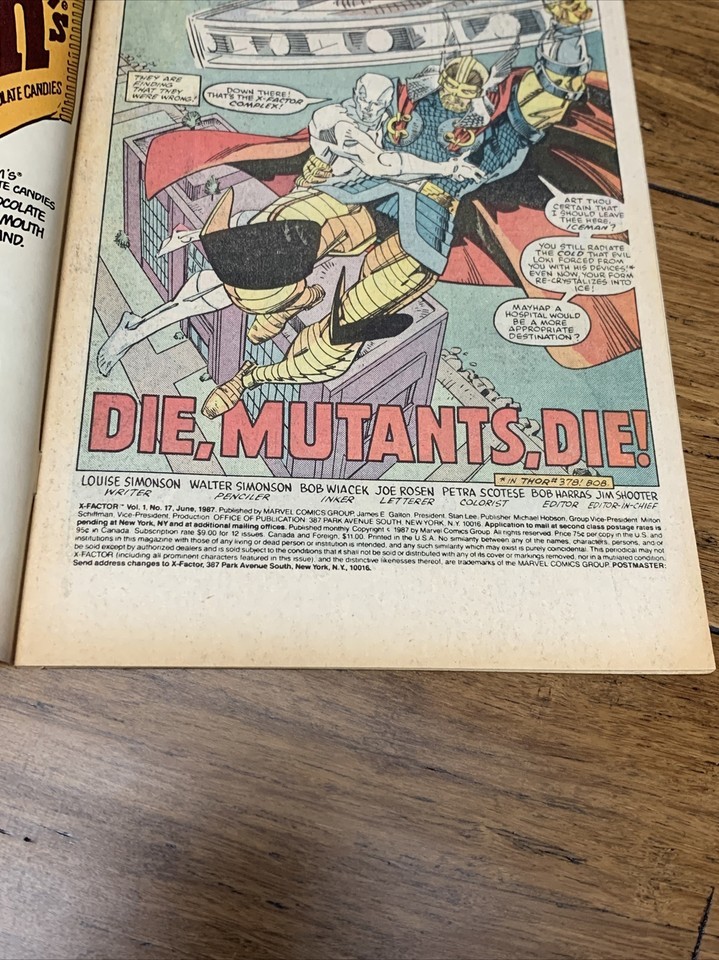 'S
n
OLATE CANDIES
M's®
TE CANDIES
OCOLATE
MOUTH
AND.
THEY ARE
FINDING
THAT THEY
WERE WRONG!
DOWN THERE!
THAT'S THE X-FACTOR
COMPLEX!
ART THOU
CERTAIN THAT
I SHOULD LEAVE
THEE HERE,
ICEMAN?
YOU STILL RADIATE
THE COLD THAT EVIL
LOKI FORCED FROM
YOU WITH HIS DEVICES!*
EVEN NOW, YOUR FORM
RE-CRYSTALIZES INTO
ICE!
MAYHAP A
HOSPITAL WOULD
BE A MORE
APPROPRIATE
DESTINATION?
DIE, MUTANTS, DIE!
*IN THOR # 378! BOB.
LOUISE SIMONSON WALTER SIMONSON BOB WIACEK JOE ROSEN PETRA SCOTESE BOB HARRAS JIM SHOOTER
WRITER PENCILER INKER LETTERER COLORIST EDITOR EDITOR-IN-CHIEF
X-FACTOR™ Vol. 1, No. 17, June, 1987. Published by MARVEL COMICS GROUP, James E. Galton, President. Stan Lee, Publisher. Michael Hobson, Group Vice-President. Milton
Schiffman, Vice-President, Production. OFFICE OF PUBLICATION: 387 PARK AVENUE SOUTH, NEW YORK, N.Y. 10016. Application to mail at second class postage rates is
pending at New York, NY and at additional mailing offices. Published monthly. Copyright © 1987 by Marvel Comics Group. All rights reserved. Price 75¢ per copy in the U.S. and
95¢ in Canada. Subscription rate $9.00 for 12 issues. Canada and Foreign, $11.00. Printed in the U.S.A. No similarity between any of the names, characters, persons, and/or
institutions in this magazine with those of any living or dead person or institution is intended, and any such similarity which may exist is purely coincidental. This periodical may not
be sold except by authorized dealers and is sold subject to the conditions that it shall not be sold or distributed with any of its cover or markings removed, nor in a mutilated condition.
X-FACTOR (including all prominent characters featured in this issue), and the distinctive likenesses thereof, are trademarks of the MARVEL COMICS GROUP. POSTMASTER:
Send address changes to X-Factor, 387 Park Avenue South, New York, N.Y., 10016.